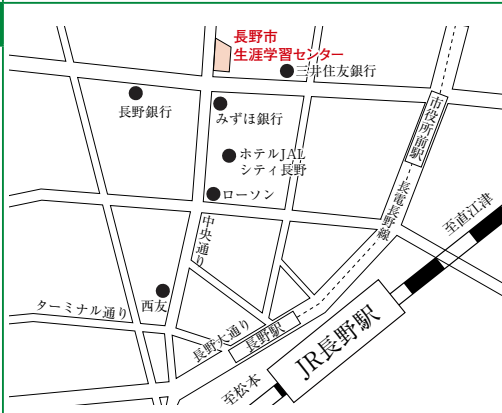 長野市
生涯学習センター
三井住友銀行
長野銀行
みずほ銀行
市役所前駅
ホテルJAL
シティ長野
長電長野線
ローソン
至直江津
中央通り
西友
ターミナル通り
長野大通り
長野駅
JR長野駅
至松本